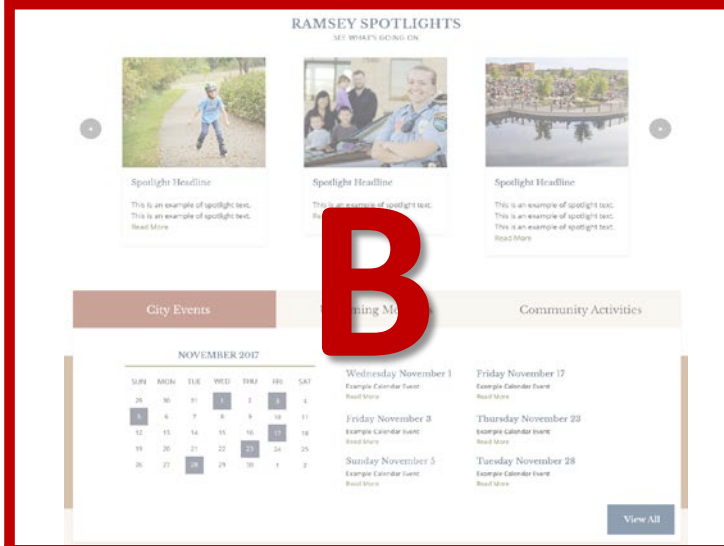 RAMSEY SPOTLIGHTS
SEE WHAT'S GOING ON
Spotlight Headline
This is an example of spotlight text.
This is an example of spotlight text.
Read More
Spotlight Headline
This is an example of spotlight text.
Spotlight Headline
This is an example of spotlight text.
This is an example of spotlight text.
This is an example of spotlight text.
Read More
B
City Events
Community Activities
NOVEMBER 2017
SUN MON TUE WED THU FRI SAT
29 30 31 1 2 3 4
5 6 7 8 9 10 11
12 13 14 15 16 17 18
19 20 21 22 23 24 25
26 27 28 29 30 1 2
Wednesday November 1
Example Calendar Event
Read More
Friday November 3
Example Calendar Event
Read More
Sunday November 5
Example Calendar Event
Read More
Friday November 17
Example Calendar Event
Read More
Thursday November 23
Example Calendar Event
Read More
Tuesday November 28
Example Calendar Event
Read More
View All